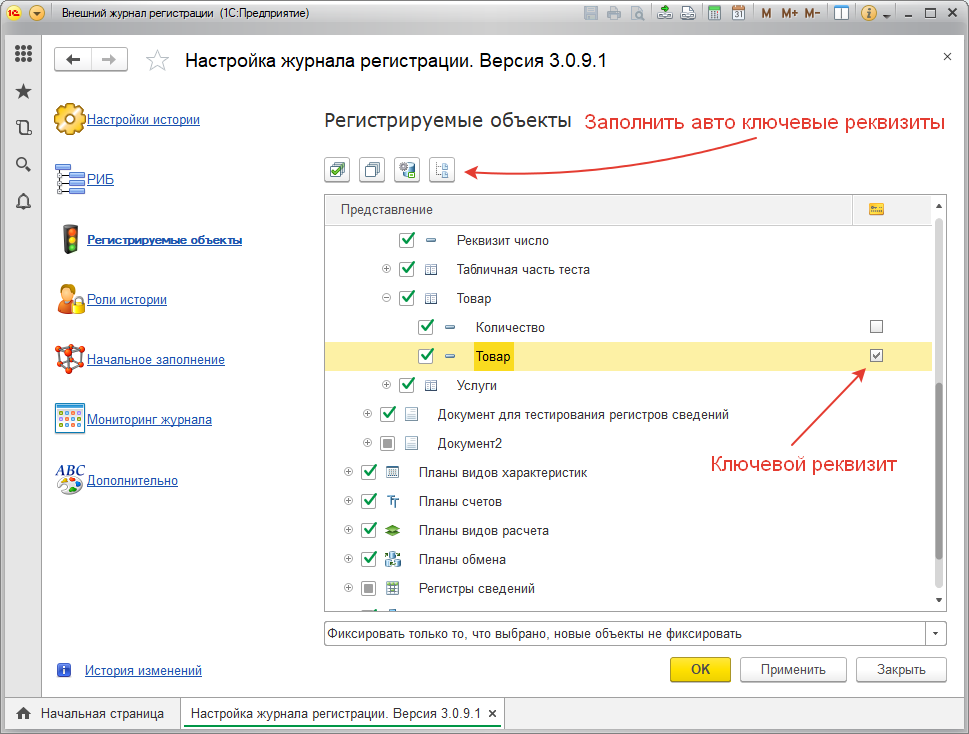 Внешний журнал регистрации (1С:Предприятие)
M M+ M-
Настройка журнала регистрации. Версия 3.0.9.1
Настройки истории
РИБ
Регистрируемые объекты
Роли истории
Начальное заполнение
Мониторинг журнала
ABC
Дополнительно
История изменений
Регистрируемые объекты
Заполнить авто ключевые реквизиты
Представление
Реквизит число
Табличная часть теста
Товар
Количество
Товар
Услуги
Документ для тестирования регистров сведений
Документ2
Ключевой реквизит
Планы видов характеристик
Планы счетов
Планы видов расчета
Планы обмена
Регистры сведений
Фиксировать только то, что выбрано, новые объекты не фиксировать
ОК
Применить
Закрыть
Начальная страница
Настройка журнала регистрации. Версия 3.0.9.1